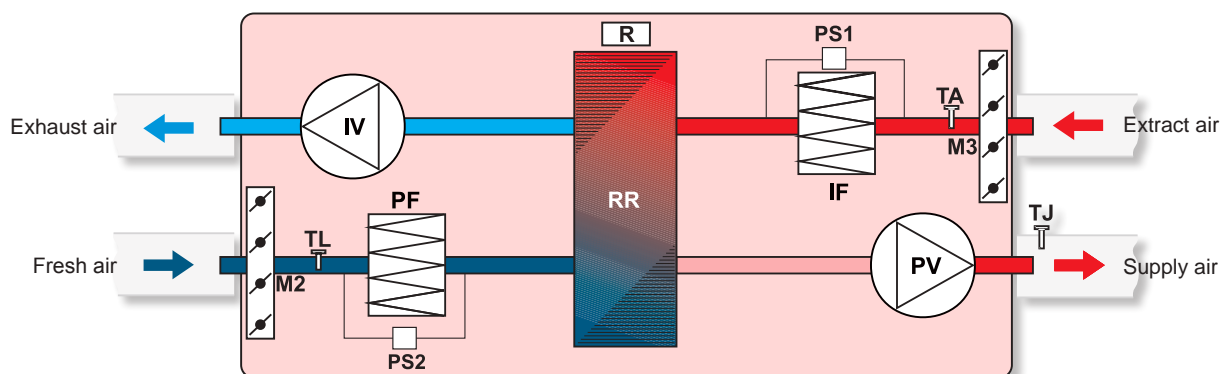 R
PS1
Exhaust air
IV
TA
Extract air
M3
IF
PF
RR
TJ
TL
Fresh air
M2
PV
Supply air
PS2